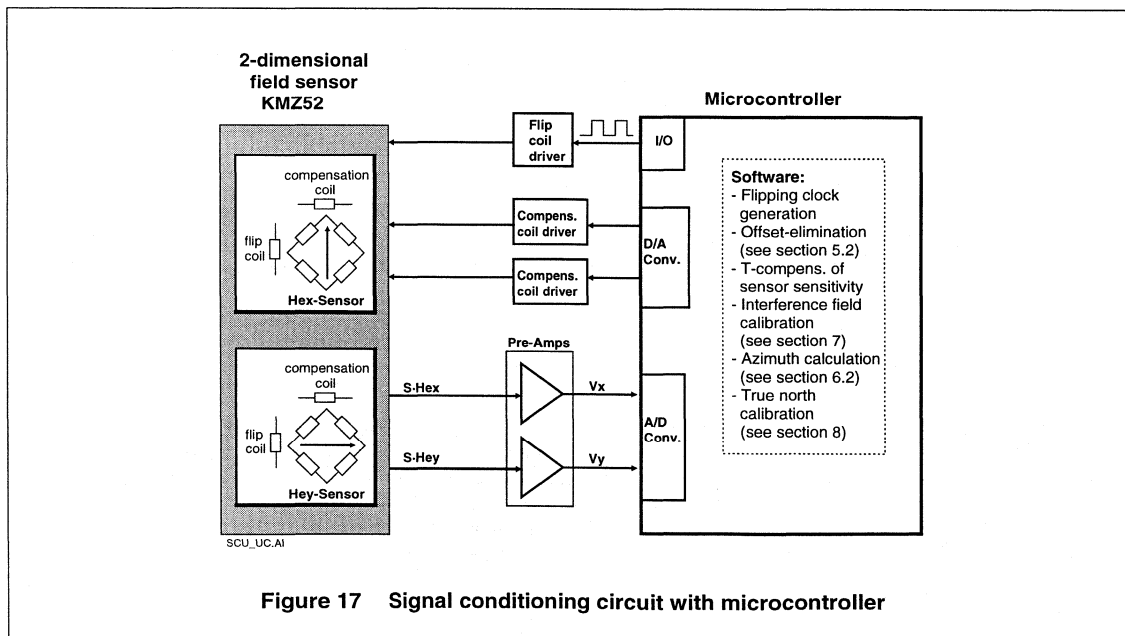 2-dimensional
field sensor
KMZ52
Microcontroller
compensation
coil
flip
coil
Hex-Sensor
compensation
coil
flip
coil
Hey-Sensor
SCU_UC.AI
Flip
coil
driver
Compens.
coil driver
Compens.
coil driver
Pre-Amps
S·Hex
Vx
S·Hey
Vy
I/O
D/A
Conv.
A/D
Conv.
Software:
- Flipping clock
generation
- Offset-elimination
(see section 5.2)
- T-compens. of
sensor sensitivity
- Interference field
calibration
(see section 7)
- Azimuth calculation
(see section 6.2)
- True north
calibration
(see section 8)
Figure 17 Signal conditioning circuit with microcontroller